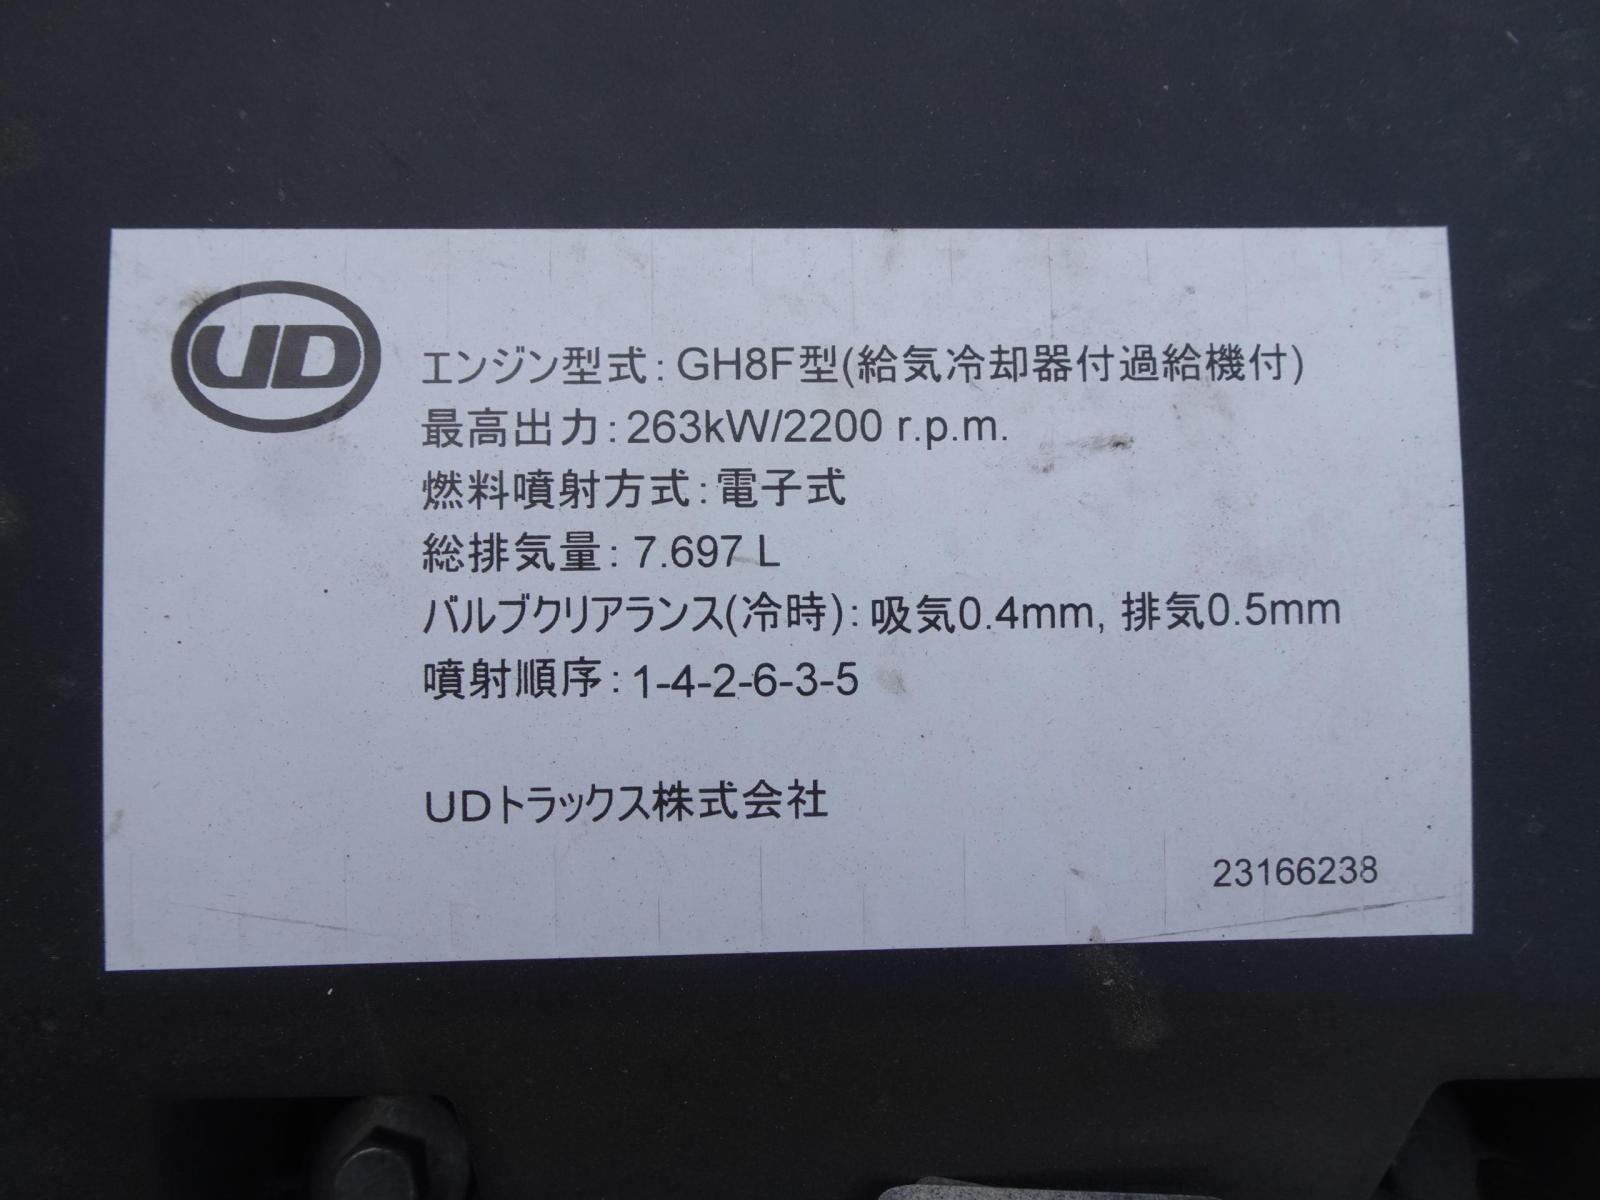 UD
エンジン型式：GH8F型(給気冷却器付過給機付)
最高出力：263kW/2200 r.p.m.
燃料噴射方式：電子式
総排気量：7.697 L
バルブクリアランス(冷時)：吸気0.4mm, 排気0.5mm
噴射順序：1-4-2-6-3-5
UDトラックス株式会社
23166238